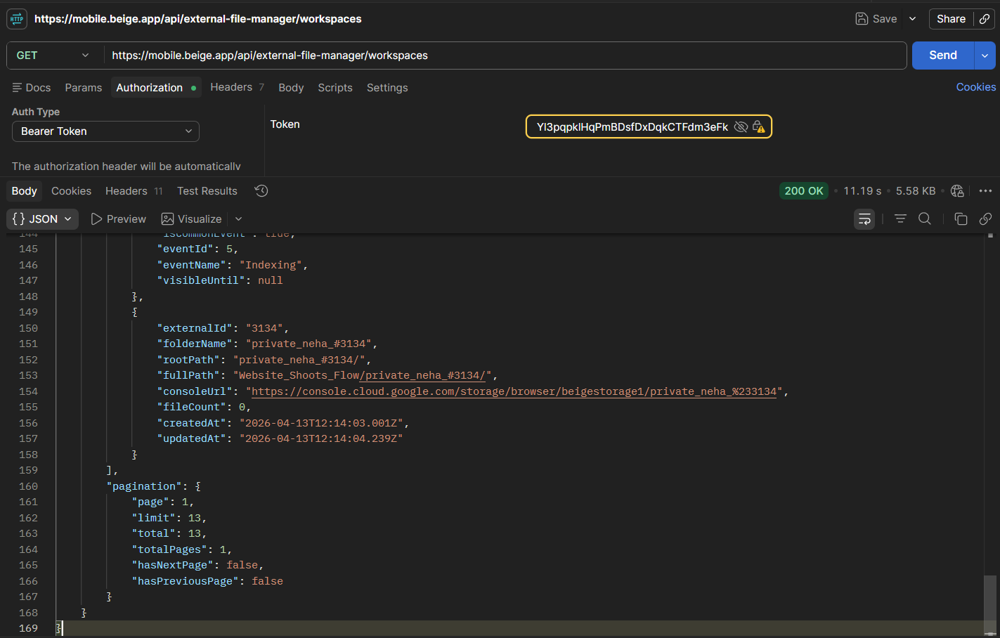 HTTP https://mobile.beige.app/api/external-file-manager/workspaces Save Share
GET https://mobile.beige.app/api/external-file-manager/workspaces Send
Docs Params Authorization Headers 7 Body Scripts Settings Cookies
Auth Type
Bearer Token
Token YI3pqpklHqPmBDsfDxDqkCTFdm3eFk
The authorization header will be automatically
Body Cookies Headers 11 Test Results 200 OK • 11.19 s • 5.58 KB •
{} JSON Preview Visualize
144 "isCommonEvent": true,
145 "eventId": 5,
146 "eventName": "Indexing",
147 "visibleUntil": null
148 },
149 {
150 "externalId": "3134",
151 "folderName": "private_neha_#3134",
152 "rootPath": "private_neha_#3134/",
153 "fullPath": "Website_Shoots_Flow/private_neha_#3134/",
154 "consoleUrl": "https://console.cloud.google.com/storage/browser/beigestorage1/private_neha_%233134",
155 "fileCount": 0,
156 "createdAt": "2026-04-13T12:14:03.001Z",
157 "updatedAt": "2026-04-13T12:14:04.239Z"
158 }
159 ],
160 "pagination": {
161 "page": 1,
162 "limit": 13,
163 "total": 13,
164 "totalPages": 1,
165 "hasNextPage": false,
166 "hasPreviousPage": false
167 }
168 }
169 }